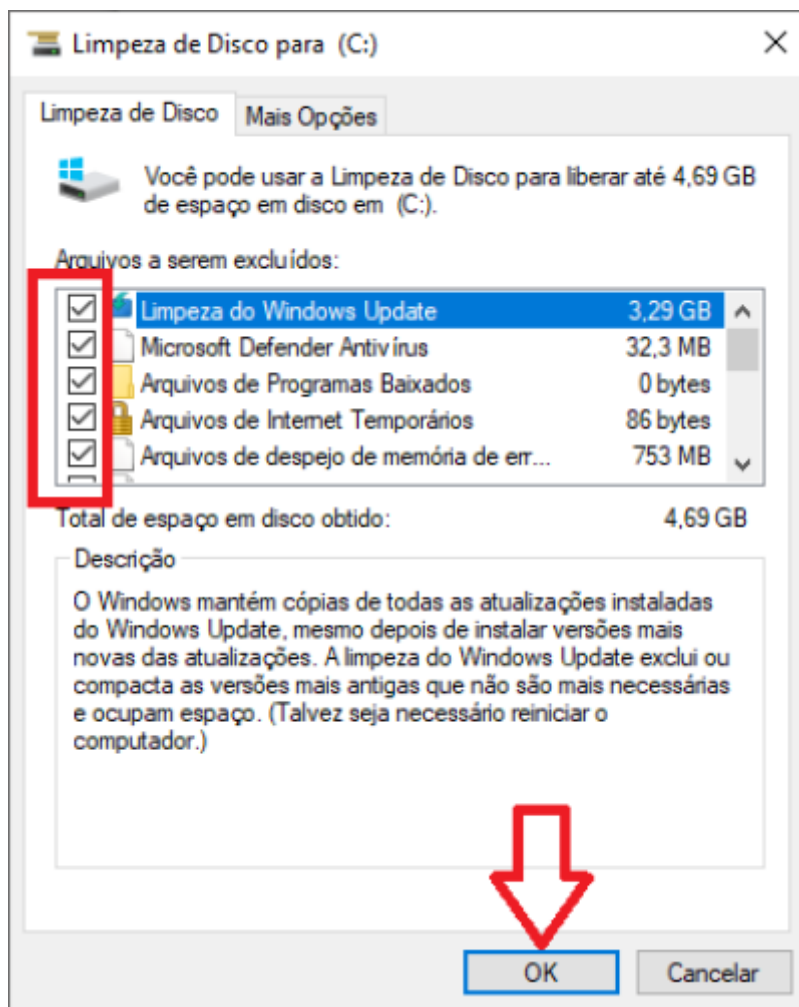 Limpeza de Disco para (C:)
Limpeza de Disco
Mais Opções
Você pode usar a Limpeza de Disco para liberar até 4,69 GB
de espaço em disco em (C:).
Arquivos a serem excluídos:
Limpeza do Windows Update 3,29 GB
Microsoft Defender Antivírus 32,3 MB
Arquivos de Programas Baixados 0 bytes
Arquivos de Internet Temporários 86 bytes
Arquivos de despejo de memória de err... 753 MB
Total de espaço em disco obtido: 4,69 GB
Descrição
O Windows mantém cópias de todas as atualizações instaladas
do Windows Update, mesmo depois de instalar versões mais
novas das atualizações. A limpeza do Windows Update exclui ou
compacta as versões mais antigas que não são mais necessárias
e ocupam espaço. (Talvez seja necessário reiniciar o
computador.)
OK
Cancelar